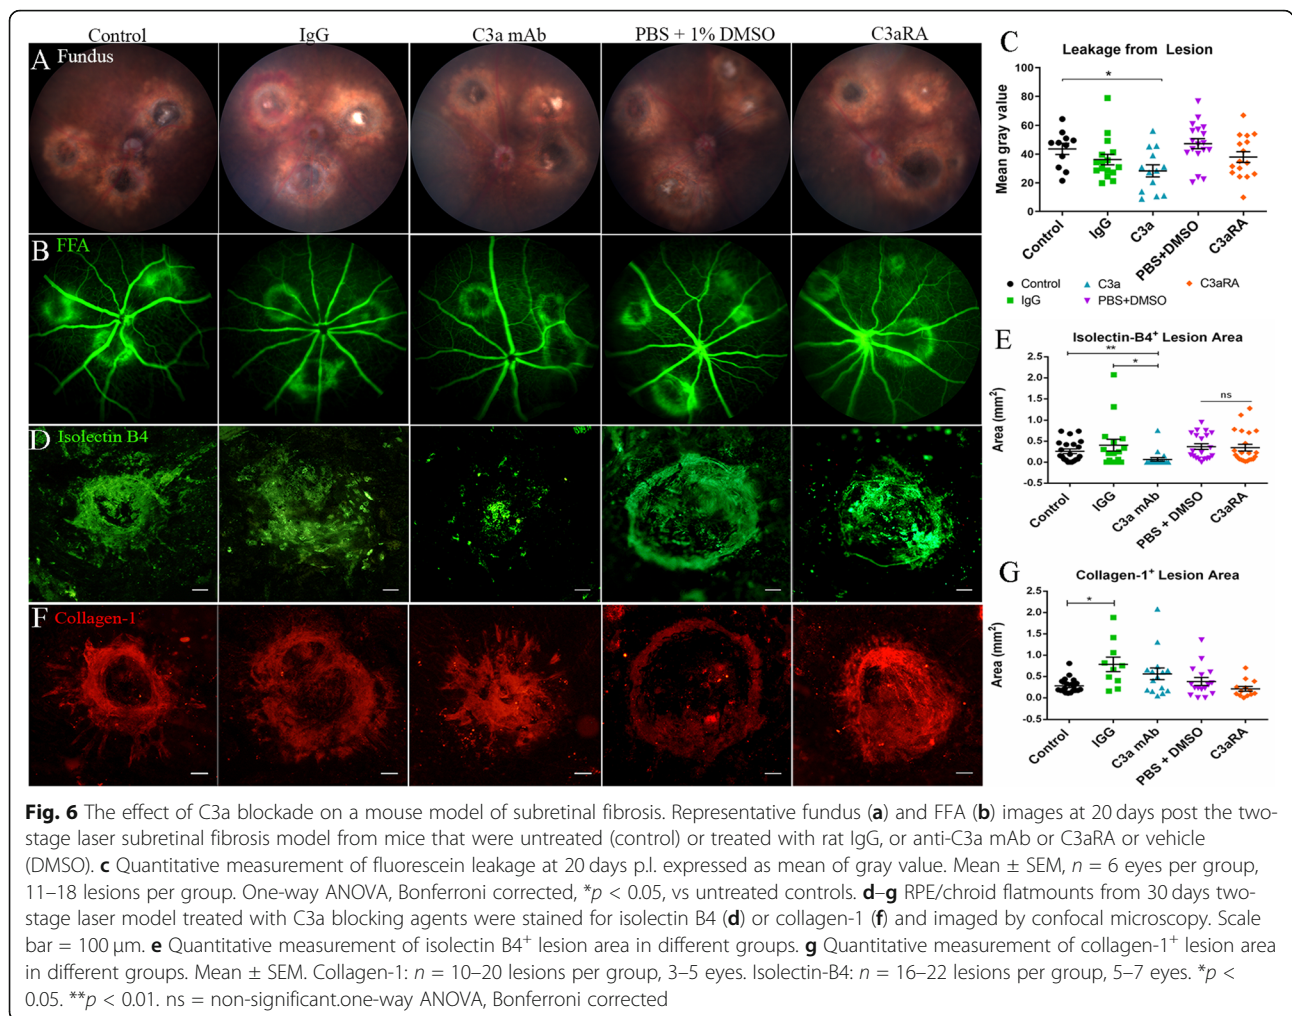 Control IgG C3a mAb PBS + 1% DMSO C3aRA
A Fundus
B FFA
D Isolectin B4
F Collagen-1
C Leakage from Lesion
*
Mean gray value
100
80
60
40
20
0
Control IgG C3a PBS+DMSO C3aRA
Control C3a C3aRA
IgG PBS+DMSO
E Isolectin-B4+ Lesion Area
**
*
ns
Area (mm2)
2.5
2.0
1.5
1.0
0.5
0.0
-0.5
Control IGG C3a mAb PBS + DMSO C3aRA
G Collagen-1+ Lesion Area
*
Area (mm2)
2.5
2.0
1.5
1.0
0.5
0.0
-0.5
Control IGG C3a mAb PBS + DMSO C3aRA
Fig. 6 The effect of C3a blockade on a mouse model of subretinal fibrosis. Representative fundus (a) and FFA (b) images at 20 days post the two-
stage laser subretinal fibrosis model from mice that were untreated (control) or treated with rat IgG, or anti-C3a mAb or C3aRA or vehicle
(DMSO). c Quantitative measurement of fluorescein leakage at 20 days p.l. expressed as mean of gray value. Mean ± SEM, n = 6 eyes per group,
11–18 lesions per group. One-way ANOVA, Bonferroni corrected, *p < 0.05, vs untreated controls. d–g RPE/chroid flatmounts from 30 days two-
stage laser model treated with C3a blocking agents were stained for isolectin B4 (d) or collagen-1 (f) and imaged by confocal microscopy. Scale
bar = 100 μm. e Quantitative measurement of isolectin B4+ lesion area in different groups. g Quantitative measurement of collagen-1+ lesion area
in different groups. Mean ± SEM. Collagen-1: n = 10–20 lesions per group, 3–5 eyes. Isolectin-B4: n = 16–22 lesions per group, 5–7 eyes. *p <
0.05. **p < 0.01. ns = non-significant.one-way ANOVA, Bonferroni corrected